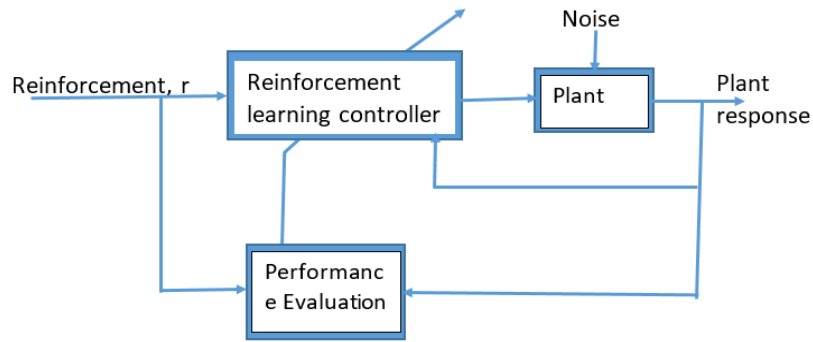 Noise
Reinforcement, r
Reinforcement
learning controller
Plant
Plant
response
Performanc
e Evaluation